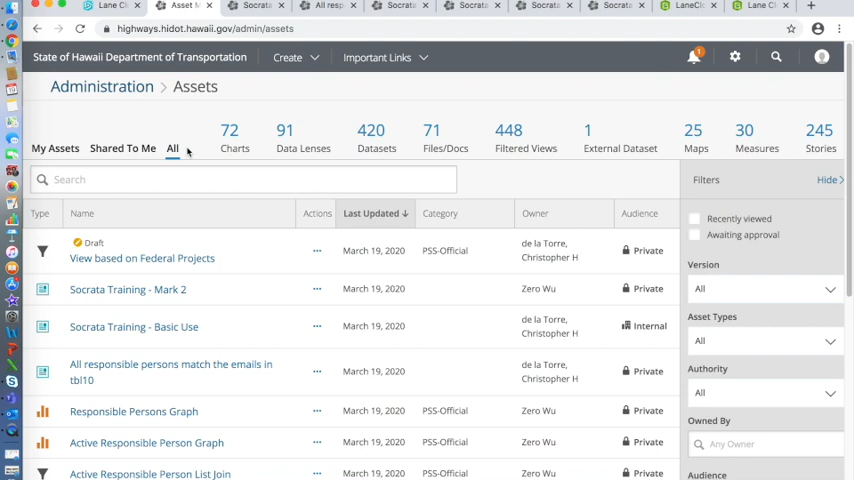 Lane Cl
Asset M
Socrata
All resp
Socrata
Socra
Socrata
Socrata
LaneCl
Lane Cl
highways.hidot.hawaii.gov/admin/assets
State of Hawaii Department of Transportation Create Important Links 1
Administration > Assets
72 91 420 71 448 1 25 30 245
My Assets Shared To Me All Charts Data Lenses Datasets Files/Docs Filtered Views External Dataset Maps Measures Stories
Search
Filters Hide
Type Name Actions Last Updated Category Owner Audience
Recently viewed
Awaiting approval
Draft
View based on Federal Projects ... March 19, 2020 PSS-Official de la Torre, Christopher H Private
Version
All
Socrata Training - Mark 2 ... March 19, 2020 Zero Wu Private
Asset Types
All
Socrata Training - Basic Use ... March 19, 2020 de la Torre, Christopher H Internal
Authority
All
All responsible persons match the emails in
tbl10 ... March 19, 2020 de la Torre, Christopher H Private
Responsible Persons Graph ... March 19, 2020 PSS-Official Zero Wu Private
Owned By
Any Owner
Active Responsible Person Graph ... March 19, 2020 PSS-Official Zero Wu Private
Active Responsible Person List Join ... March 19, 2020 PSS-Official Zero Wu Private
Audience